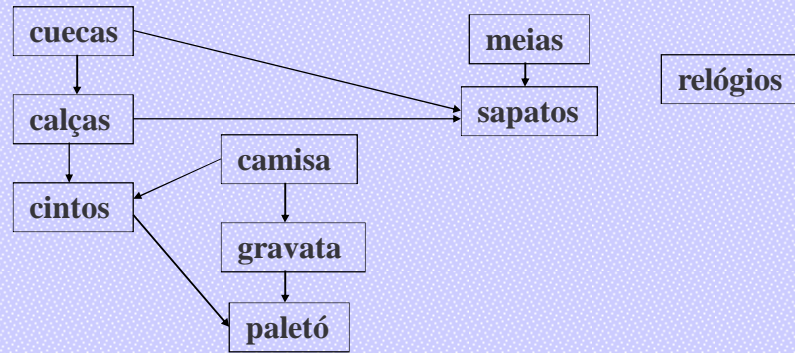 cuecas
meias
relógios
calças
sapatos
camisa
cintos
gravata
paletó